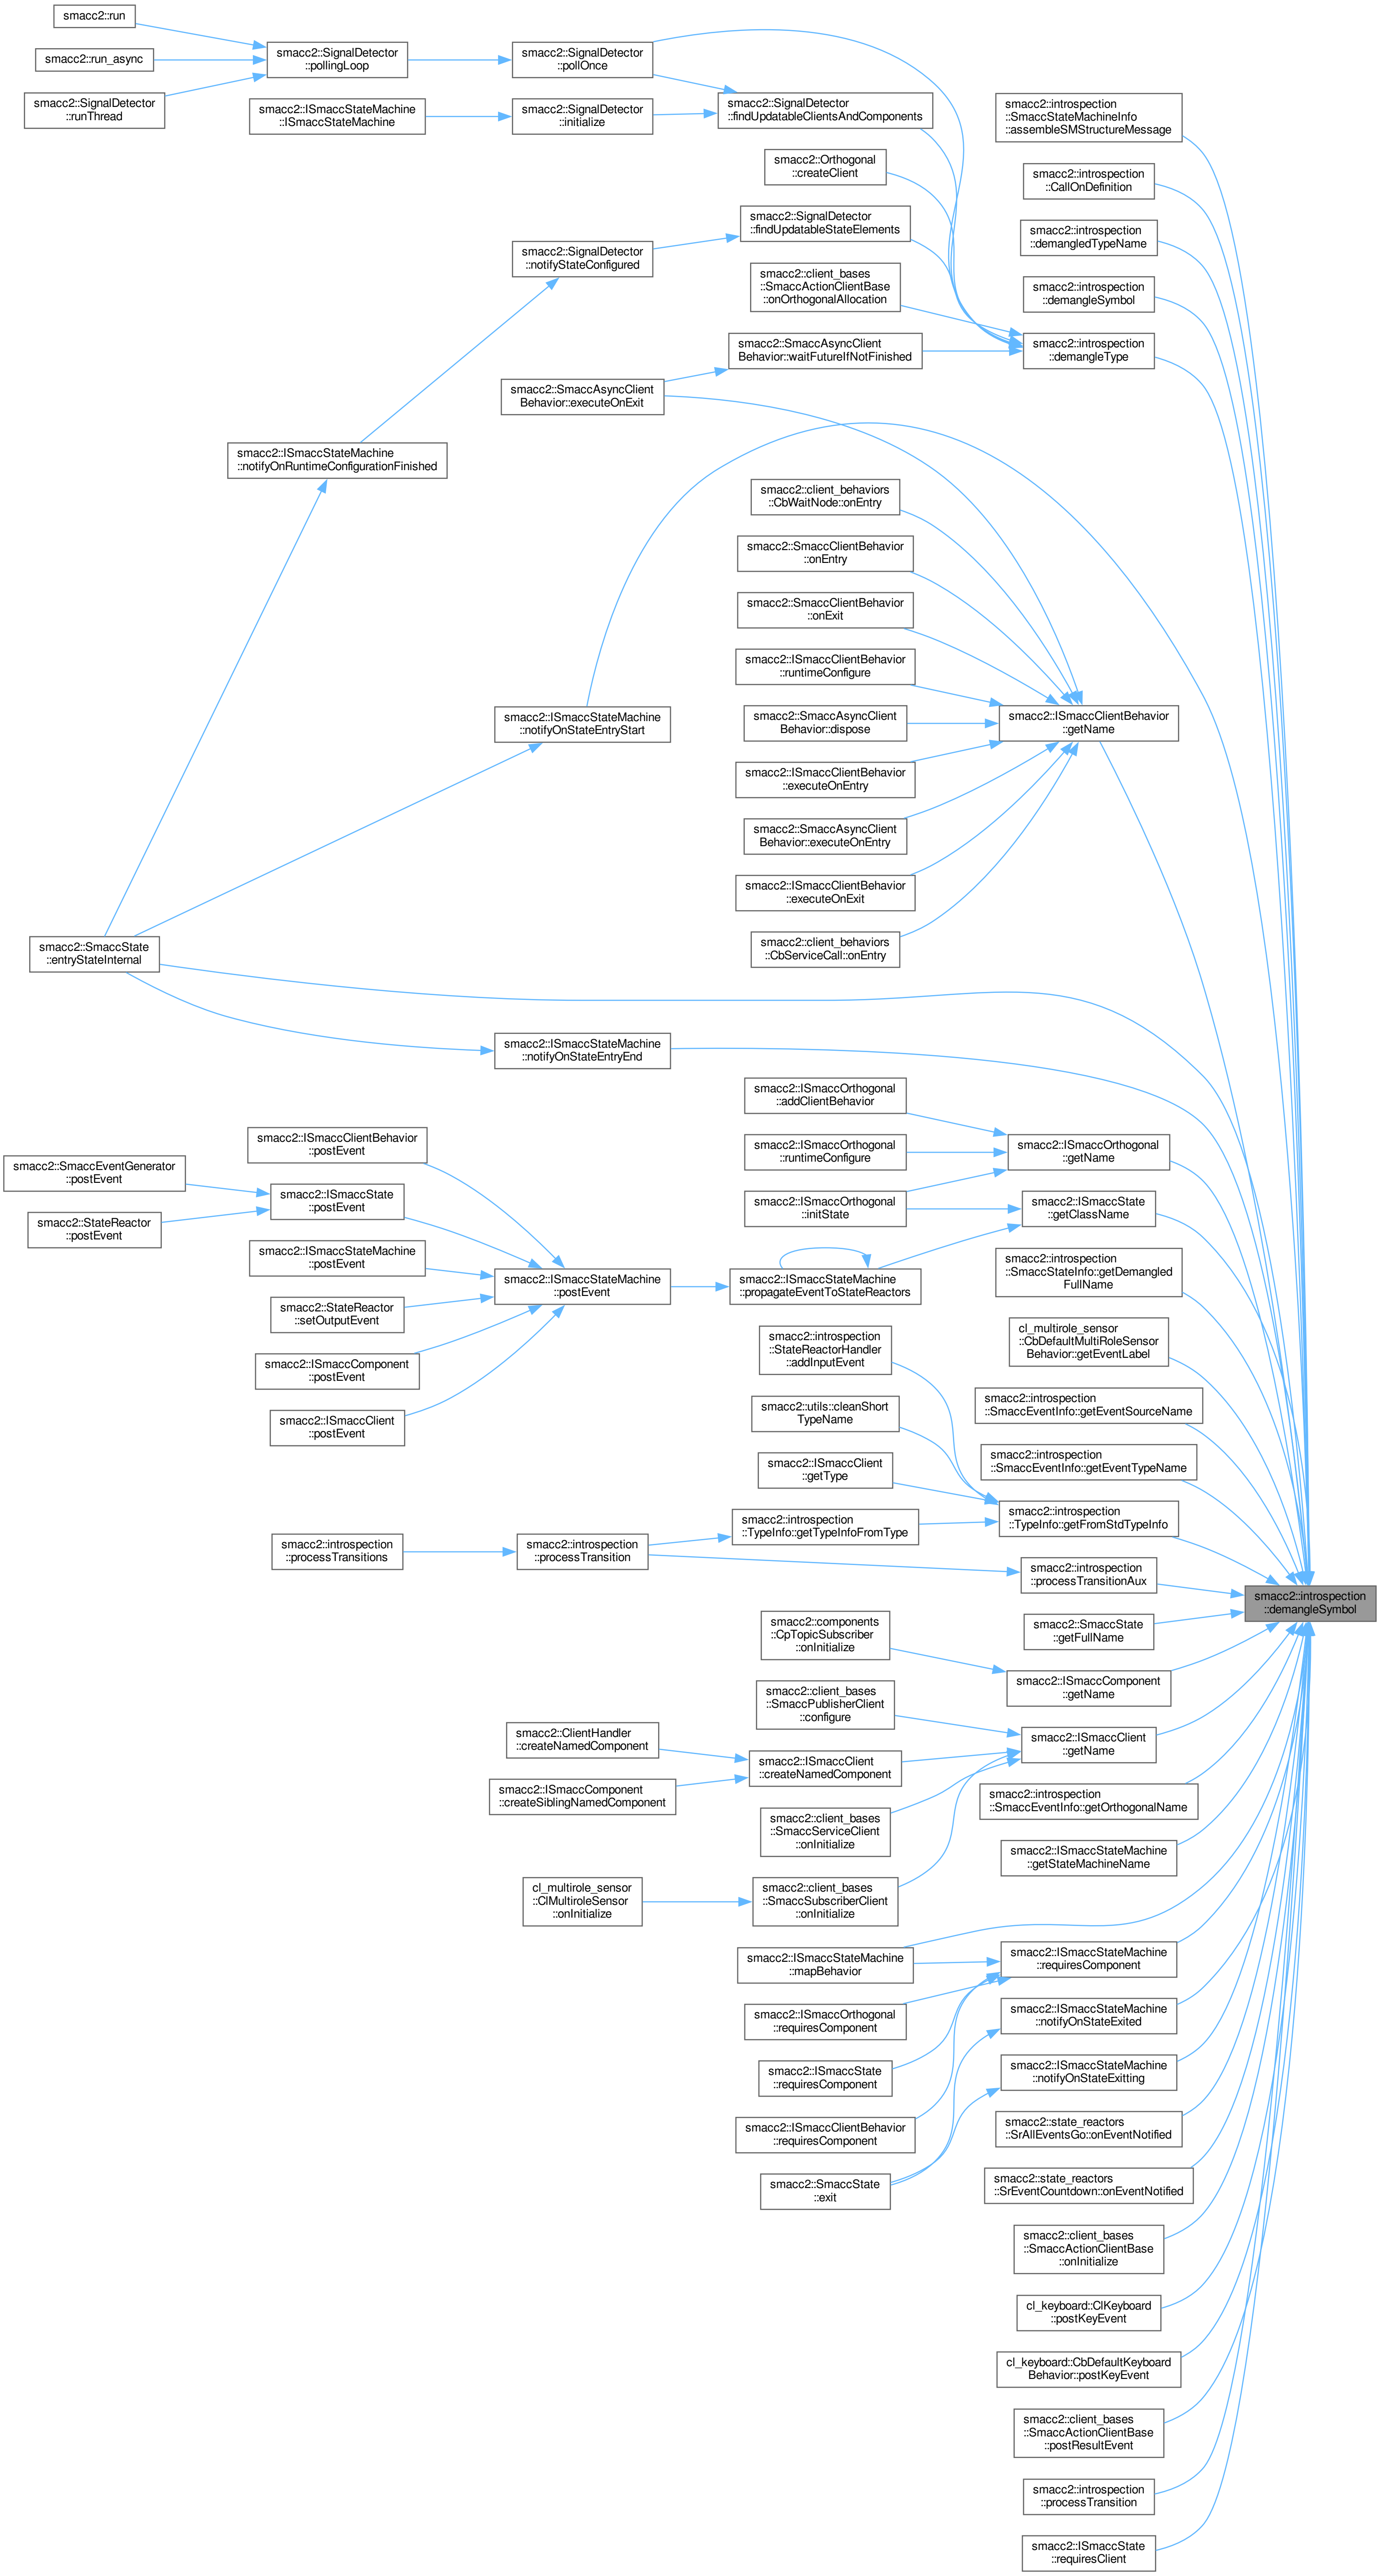 smacc2::run
smacc2::run_async
smacc2::SignalDetector
::runThread
smacc2::SignalDetector
::pollingLoop
smacc2::ISmaccStateMachine
::ISmaccStateMachine
smacc2::SignalDetector
::pollOnce
smacc2::SignalDetector
::initialize
smacc2::SignalDetector
::findUpdatableClientsAndComponents
smacc2::Orthogonal
::createClient
smacc2::SignalDetector
::findUpdatableStateElements
smacc2::SignalDetector
::notifyStateConfigured
smacc2::client_bases
::SmaccActionClientBase
::onOrthogonalAllocation
smacc2::SmaccAsyncClient
Behavior::waitFutureIfNotFinished
smacc2::SmaccAsyncClient
Behavior::executeOnExit
smacc2::introspection
::SmaccStateMachineInfo
::assembleSMStructureMessage
smacc2::introspection
::CallOnDefinition
smacc2::introspection
::demangledTypeName
smacc2::introspection
::demangleSymbol
smacc2::introspection
::demangleType
smacc2::ISmaccStateMachine
::notifyOnRuntimeConfigurationFinished
smacc2::client_behaviors
::CbWaitNode::onEntry
smacc2::SmaccClientBehavior
::onEntry
smacc2::SmaccClientBehavior
::onExit
smacc2::ISmaccClientBehavior
::runtimeConfigure
smacc2::SmaccAsyncClient
Behavior::dispose
smacc2::ISmaccClientBehavior
::executeOnEntry
smacc2::SmaccAsyncClient
Behavior::executeOnEntry
smacc2::ISmaccClientBehavior
::executeOnExit
smacc2::client_behaviors
::CbServiceCall::onEntry
smacc2::ISmaccClientBehavior
::getName
smacc2::ISmaccStateMachine
::notifyOnStateEntryStart
smacc2::SmaccState
::entryStateInternal
smacc2::ISmaccStateMachine
::notifyOnStateEntryEnd
smacc2::ISmaccOrthogonal
::addClientBehavior
smacc2::ISmaccOrthogonal
::runtimeConfigure
smacc2::ISmaccOrthogonal
::initState
smacc2::ISmaccOrthogonal
::getName
smacc2::ISmaccState
::getClassName
smacc2::ISmaccClientBehavior
::postEvent
smacc2::SmaccEventGenerator
::postEvent
smacc2::ISmaccState
::postEvent
smacc2::StateReactor
::postEvent
smacc2::ISmaccStateMachine
::postEvent
smacc2::StateReactor
::setOutputEvent
smacc2::ISmaccComponent
::postEvent
smacc2::ISmaccClient
::postEvent
smacc2::ISmaccStateMachine
::postEvent
smacc2::ISmaccStateMachine
::propagateEventToStateReactors
smacc2::introspection
::SmaccStateInfo::getDemangled
FullName
cl_multirole_sensor
::CbDefaultMultiRoleSensor
Behavior::getEventLabel
smacc2::introspection
::SmaccEventInfo::getEventSourceName
smacc2::introspection
::SmaccEventInfo::getEventTypeName
smacc2::introspection
::StateReactorHandler
::addInputEvent
smacc2::utils::cleanShort
TypeName
smacc2::ISmaccClient
::getType
smacc2::introspection
::TypeInfo::getTypeInfoFromType
smacc2::introspection
::TypeInfo::getFromStdTypeInfo
smacc2::introspection
::processTransitions
smacc2::introspection
::processTransition
smacc2::introspection
::processTransitionAux
smacc2::introspection
::demangleSymbol
smacc2::SmaccState
::getFullName
smacc2::components
::CpTopicSubscriber
::onInitialize
smacc2::ISmaccComponent
::getName
smacc2::client_bases
::SmaccPublisherClient
::configure
smacc2::ISmaccClient
::getName
smacc2::ClientHandler
::createNamedComponent
smacc2::ISmaccClient
::createNamedComponent
smacc2::ISmaccComponent
::createSiblingNamedComponent
smacc2::client_bases
::SmaccServiceClient
::onInitialize
smacc2::introspection
::SmaccEventInfo::getOrthogonalName
smacc2::ISmaccStateMachine
::getStateMachineName
cl_multirole_sensor
::ClMultiroleSensor
::onInitialize
smacc2::client_bases
::SmaccSubscriberClient
::onInitialize
smacc2::ISmaccStateMachine
::mapBehavior
smacc2::ISmaccStateMachine
::requiresComponent
smacc2::ISmaccOrthogonal
::requiresComponent
smacc2::ISmaccStateMachine
::notifyOnStateExited
smacc2::ISmaccState
::requiresComponent
smacc2::ISmaccStateMachine
::notifyOnStateExitting
smacc2::ISmaccClientBehavior
::requiresComponent
smacc2::state_reactors
::SrAllEventsGo::onEventNotified
smacc2::SmaccState
::exit
smacc2::state_reactors
::SrEventCountdown::onEventNotified
smacc2::client_bases
::SmaccActionClientBase
::onInitialize
cl_keyboard::ClKeyboard
::postKeyEvent
cl_keyboard::CbDefaultKeyboard
Behavior::postKeyEvent
smacc2::client_bases
::SmaccActionClientBase
::postResultEvent
smacc2::introspection
::processTransition
smacc2::ISmaccState
::requiresClient